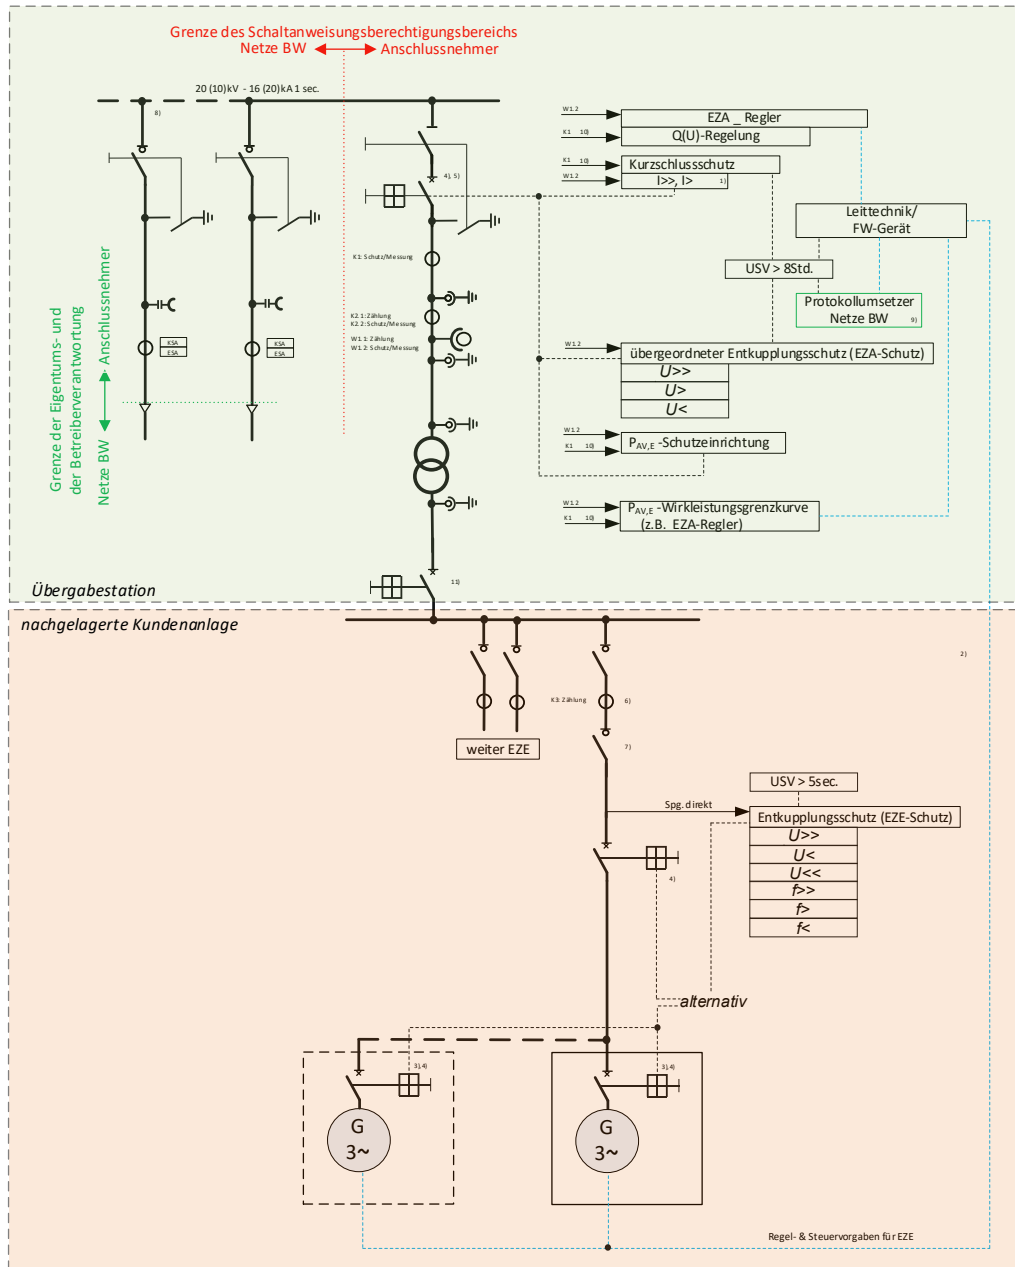 Grenze des Schaltanweisungsberechtigungsbereichs
Netze BW
Anschlussnehmer
20 (10)kV - 16 (20)kA 1 sec.
8)
W1.2
EZA _ Regler
K1 10)
Q(U)-Regelung
K1 10)
Kurzschlussschutz
W1.2
I>>, I>
1)
4), 5)
Leittechnik/
FW-Gerät
K1: Schutz/Messung
USV > 8Std.
Protokollumsetzer
Netze BW
9)
K2.1: Zählung
K2.2: Schutz/Messung
W1.1: Zählung
W1.2: Schutz/Messung
KSA
ESA
KSA
ESA
W1.2
übergeordneter Entkupplungsschutz (EZA-Schutz)
U>>
U>
U<
Grenze der Eigentums- und
der Betreiberverantwortung
Netze BW
Anschlussnehmer
W1.2
K1 10)
PAV,E -Schutzeinrichtung
W1.2
K1 10)
PAV,E -Wirkleistungsgrenzkurve
(z.B. EZA-Regler)
11)
Übergabestation
nachgelagerte Kundenanlage
2)
K3: Zählung
6)
weiter EZE
7)
USV > 5sec.
Spg. direkt
Entkupplungsschutz (EZE-Schutz)
U>>
U<
U<<
f>>
f>
f<
4)
alternativ
3),4)
3),4)
G
3~
G
3~
Regel- & Steuervorgaben für EZE